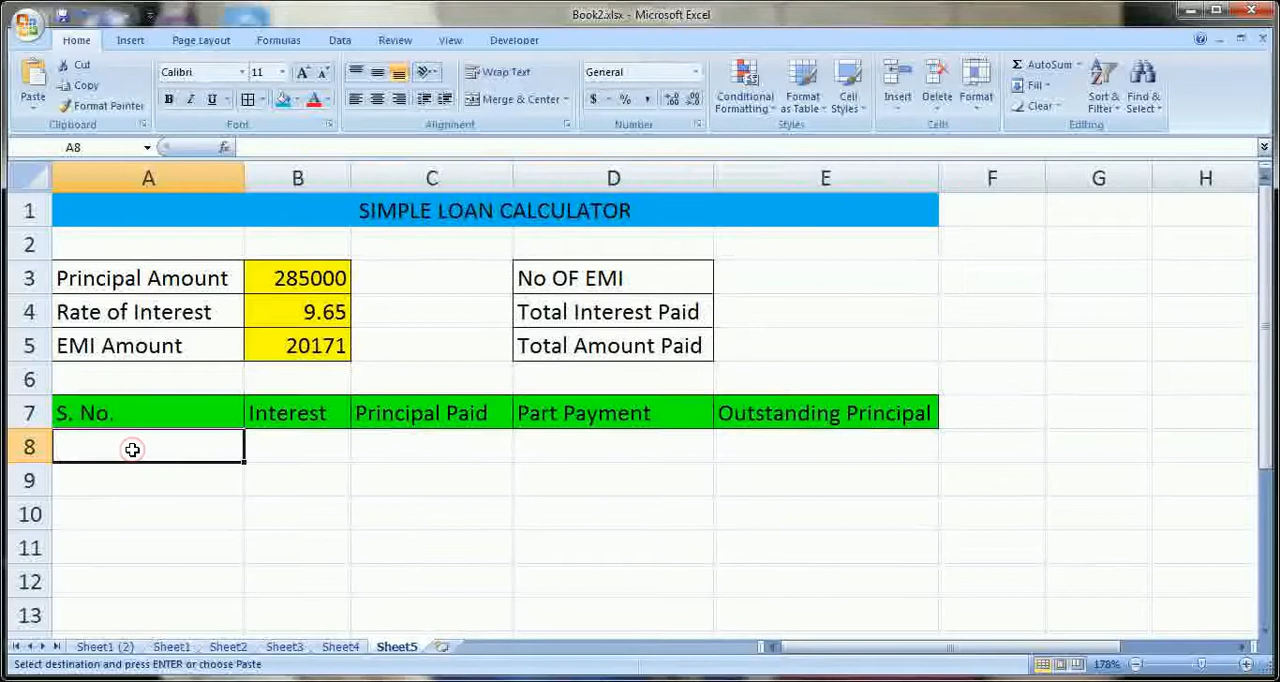 Book2.xlsx - Microsoft Excel
Home Insert Page Layout Formulas Data Review View Developer
Cut
Copy
Format Painter
Paste
Clipboard
Calibri 11
B I U
Font
Wrap Text
Merge & Center
Alignment
General
$ % ,
Number
Conditional Formatting
Format as Table
Cell Styles
Styles
Insert Delete Format
Cells
Σ AutoSum
Fill
Clear
Sort & Filter
Find & Select
Editing
A8 fx
A B C D E F G H
1 SIMPLE LOAN CALCULATOR
2
3 Principal Amount 285000 No OF EMI
4 Rate of Interest 9.65 Total Interest Paid
5 EMI Amount 20171 Total Amount Paid
6
7 S. No. Interest Principal Paid Part Payment Outstanding Principal
8
9
10
11
12
13
Sheet1 (2) Sheet1 Sheet2 Sheet3 Sheet4 Sheet5
Select destination and press ENTER or choose Paste 178%